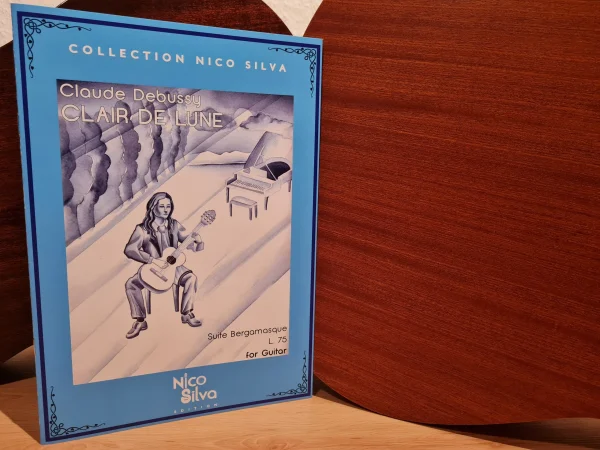 COLLECTION NICO SILVA
Claude Debussy
CLAIR DE LUNE
Suite Bergamasque
L. 75
for Guitar
Nico
Silva
EDITION